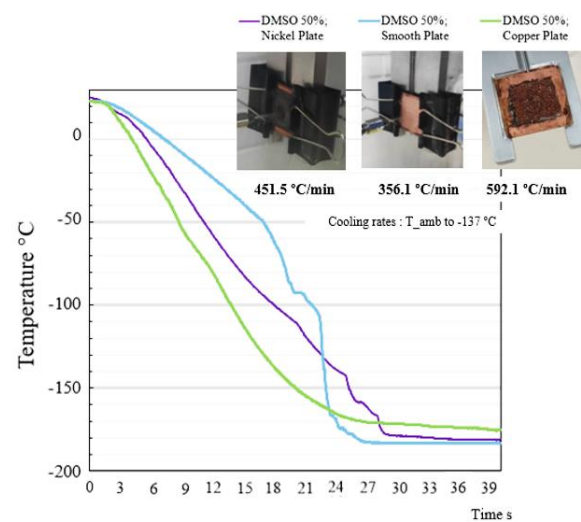 DMSO 50%;
Nickel Plate
DMSO 50%;
Smooth Plate
DMSO 50%;
Copper Plate
451.5 °C/min
356.1 °C/min
592.1 °C/min
Cooling rates : T_amb to -137 °C
Temperature °C
0
-50
-100
-150
-200
0 3 6 9 12 15 18 21 24 27 30 33 36 39
Time s